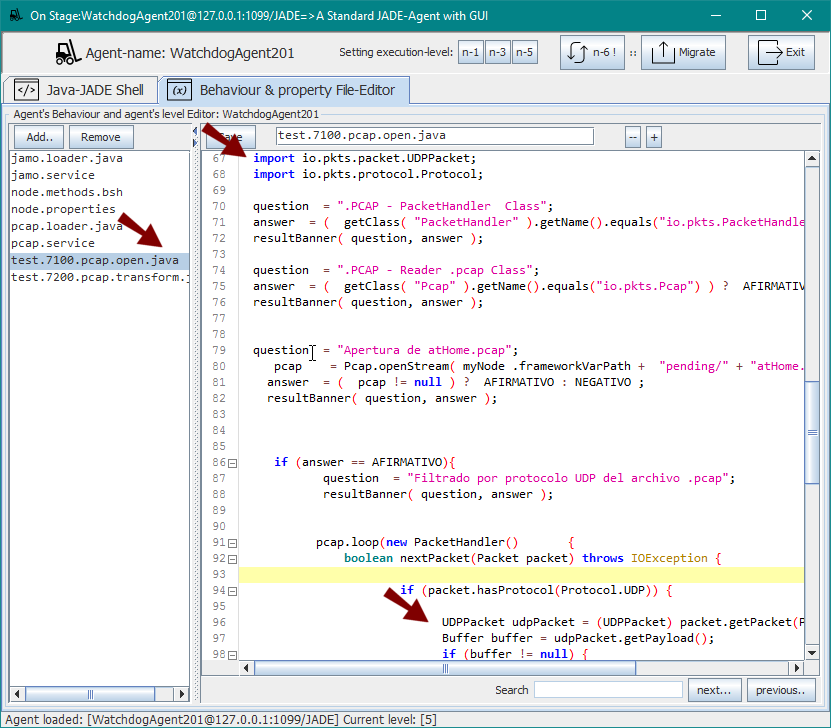 On Stage:WatchdogAgent201@127.0.0.1:1099/JADE=>A Standard JADE-Agent with GUI
Agent-name: WatchdogAgent201
Setting execution-level: n-1 n-3 n-5
n-6 !
::
Migrate
Exit
</> Java-JADE Shell
(x) Behaviour & property File-Editor
Agent's Behaviour and agent's level Editor: WatchdogAgent201
Add.. Remove
test.7100.pcap.open.java
-- +
jamo.loader.java
jamo.service
node.methods.bsh
node.properties
pcap.loader.java
pcap.service
test.7100.pcap.open.java
test.7200.pcap.transform.j
67 import io.pkts.packet.UDPPacket;
68 import io.pkts.protocol.Protocol;
69
70 question = ".PCAP - PacketHandler Class";
71 answer = ( getClass( "PacketHandler" ).getName().equals("io.pkts.PacketHandle
72 resultBanner( question, answer );
73
74 question = ".PCAP - Reader .pcap Class";
75 answer = ( getClass( "Pcap" ).getName().equals("io.pkts.Pcap") ) ? AFIRMATIV
76 resultBanner( question, answer );
77
78
79 question = "Apertura de atHome.pcap";
80 pcap = Pcap.openStream( myNode .frameworkVarPath + "pending/" + "atHome.
81 answer = ( pcap != null ) ? AFIRMATIVO : NEGATIVO ;
82 resultBanner( question, answer );
83
84
85
86 if (answer == AFIRMATIVO){
87 question = "Filtrado por protocolo UDP del archivo .pcap";
88 resultBanner( question, answer );
89
90
91 pcap.loop(new PacketHandler() {
92 boolean nextPacket(Packet packet) throws IOException {
93
94 if (packet.hasProtocol(Protocol.UDP)) {
95
96 UDPPacket udpPacket = (UDPPacket) packet.getPacket(P
97 Buffer buffer = udpPacket.getPayload();
98 if (buffer != null) {
Search
next... previous..
Agent loaded: [WatchdogAgent201@127.0.0.1:1099/JADE] Current level: [5]